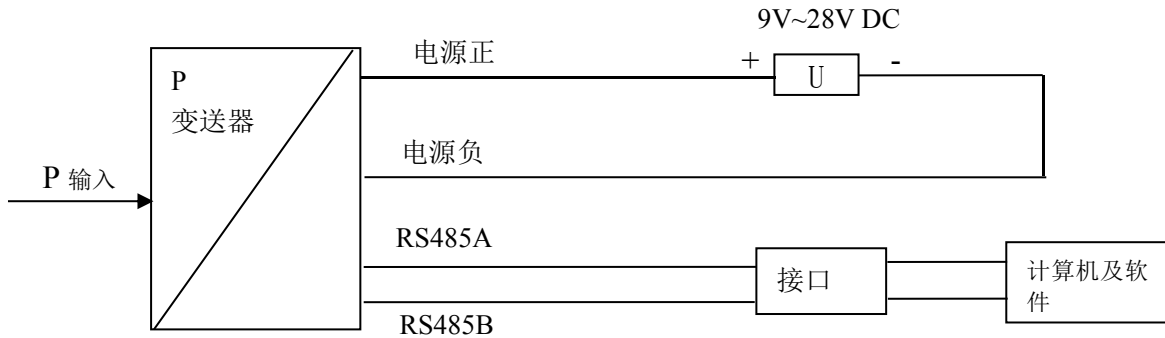 9V~28V DC
电源正
+
U
-
P
变送器
电源负
P 输入
RS485A
接口
计算机及软
件
RS485B